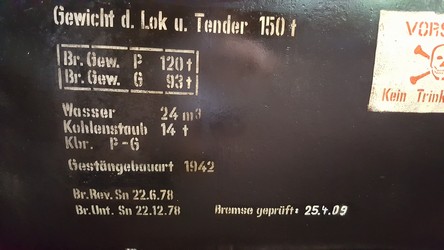 Gewicht d. Lok u. Tender 150 t
Br. Gew. P 120 t
Br. Gew. G 93 t
Wasser 24 m³
Kohlenstaub 14 t
Kbr. P-G
Gestängebauart 1942
Br. Rev. Sn 22.6.78
Br. Unt. Sn 22.12.78
Bremse geprüft: 25.4.09
VORS
Kein Trink